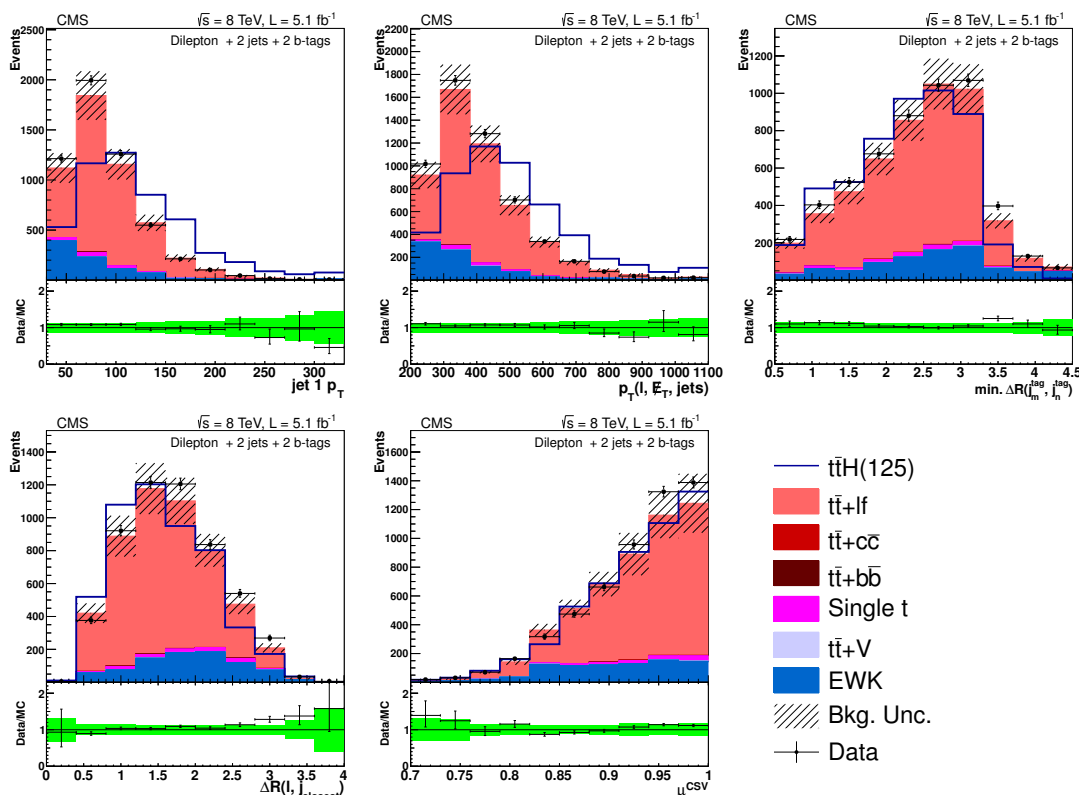 CMS √s = 8 TeV, L = 5.1 fb⁻¹
Dilepton + 2 jets + 2 b-tags
Events
2500
2000
1500
1000
500
0
Data/MC
2
1
0
50 100 150 200 250 300
jet 1 p_T
CMS √s = 8 TeV, L = 5.1 fb⁻¹
Dilepton + 2 jets + 2 b-tags
Events
2200
2000
1800
1600
1400
1200
1000
800
600
400
200
0
Data/MC
2
1
0
200 300 400 500 600 700 800 900 1000 1100
p_T(l, E̸_T, jets)
CMS √s = 8 TeV, L = 5.1 fb⁻¹
Dilepton + 2 jets + 2 b-tags
Events
1200
1000
800
600
400
200
Data/MC
2
1
0
0.5 1 1.5 2 2.5 3 3.5 4 4.5
min. ΔR(j_m^tag, j_n^tag)
CMS √s = 8 TeV, L = 5.1 fb⁻¹
Dilepton + 2 jets + 2 b-tags
Events
1400
1200
1000
800
600
400
200
Data/MC
2
1
0
0 0.5 1 1.5 2 2.5 3 3.5 4
ΔR(l, j_closest)
CMS √s = 8 TeV, L = 5.1 fb⁻¹
Dilepton + 2 jets + 2 b-tags
Events
1600
1400
1200
1000
800
600
400
200
Data/MC
2
1
0
0.7 0.75 0.8 0.85 0.9 0.95 1
μ^CSV
tt̄H(125)
tt̄+lf
tt̄+cc̄
tt̄+bb̄
Single t
tt̄+V
EWK
Bkg. Unc.
Data